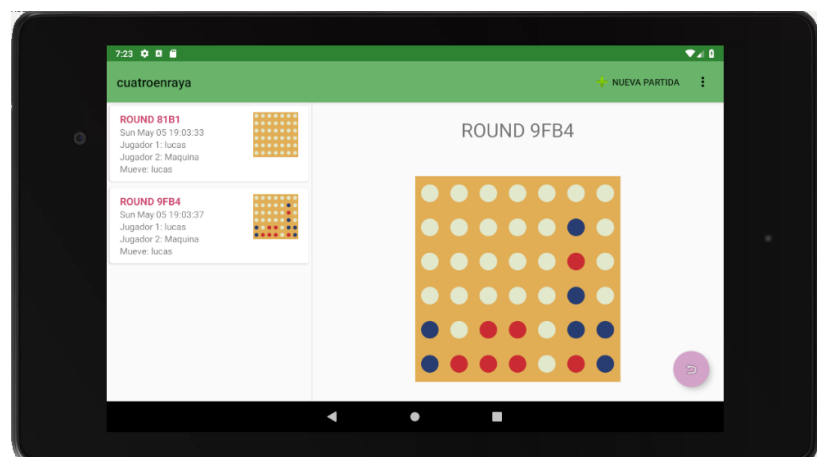 7:23
cuatroenraya
NUEVA PARTIDA
ROUND 81B1
Sun May 05 19:03:33
Jugador 1: lucas
Jugador 2: Maquina
Mueve: lucas
ROUND 9FB4
Sun May 05 19:03:37
Jugador 1: lucas
Jugador 2: Maquina
Mueve: lucas
ROUND 9FB4